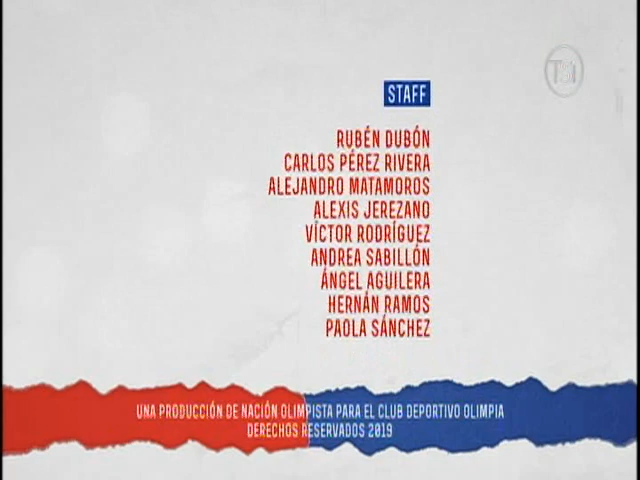 STAFF
TSi
RUBÉN DUBÓN
CARLOS PÉREZ RIVERA
ALEJANDRO MATAMOROS
ALEXIS JEREZANO
VÍCTOR RODRÍGUEZ
ANDREA SABILLÓN
ÁNGEL AGUILERA
HERNÁN RAMOS
PAOLA SÁNCHEZ
UNA PRODUCCIÓN DE NACIÓN OLIMPISTA PARA EL CLUB DEPORTIVO OLIMPIA
DERECHOS RESERVADOS 2019